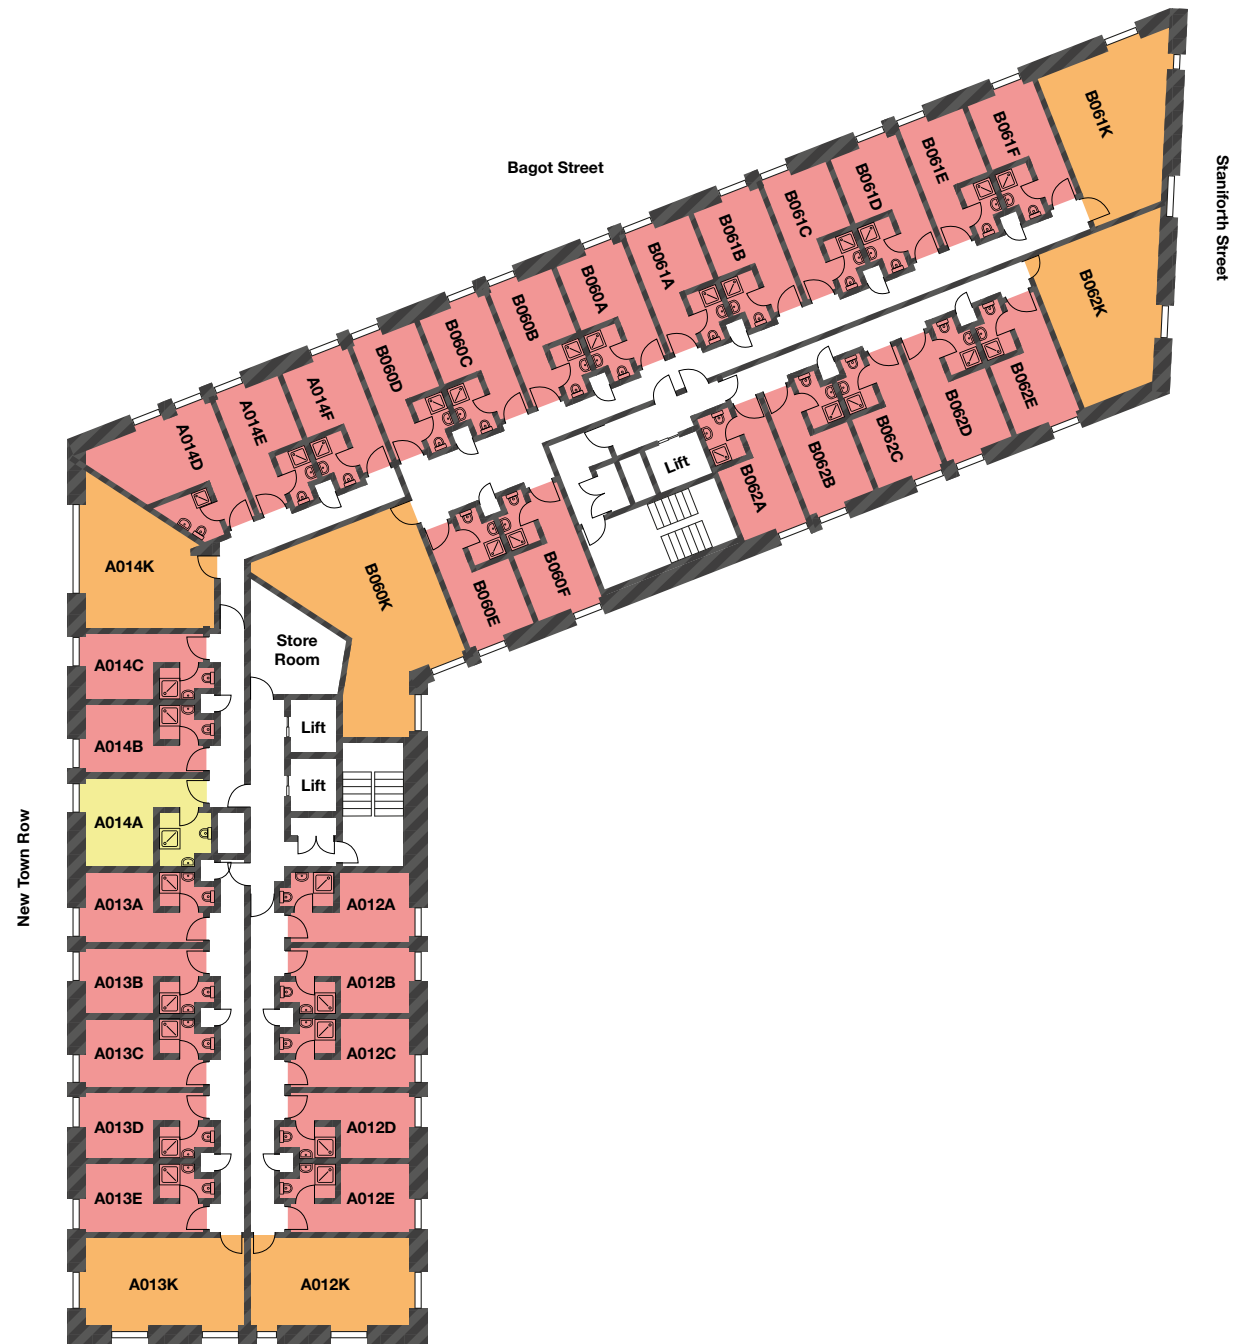 Bagot Street
Staniforth Street
New Town Row
B061K
B061F
B061E
B061D
B061C
B061B
B061A
B060A
B060B
B060C
B060D
A014F
A014E
A014D
B062K
B062E
B062D
B062C
B062B
B062A
Lift
B060F
B060E
B060K
A014K
Store
Room
A014C
A014B
Lift
Lift
A014A
A013A
A012A
A013B
A012B
A013C
A012C
A013D
A012D
A013E
A012E
A013K
A012K